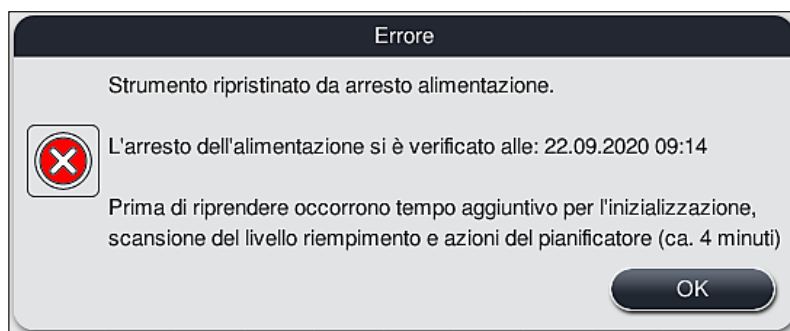 Errore
Strumento ripristinato da arresto alimentazione.
L'arresto dell'alimentazione si è verificato alle: 22.09.2020 09:14
Prima di riprendere occorrono tempo aggiuntivo per l'inizializzazione,
scansione del livello riempimento e azioni del pianificatore (ca. 4 minuti)
OK